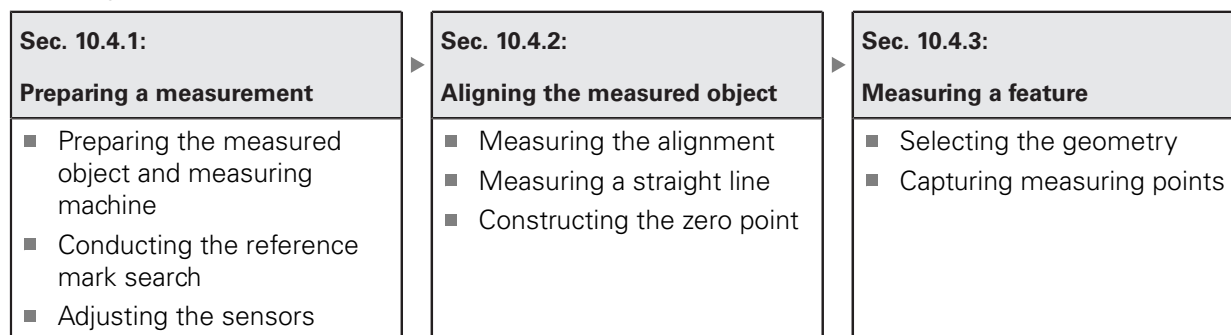 Sec. 10.4.1:
Preparing a measurement
Preparing the measured
object and measuring
machine
Conducting the reference
mark search
Adjusting the sensors
Sec. 10.4.2:
Aligning the measured object
Measuring the alignment
Measuring a straight line
Constructing the zero point
Sec. 10.4.3:
Measuring a feature
Selecting the geometry
Capturing measuring points